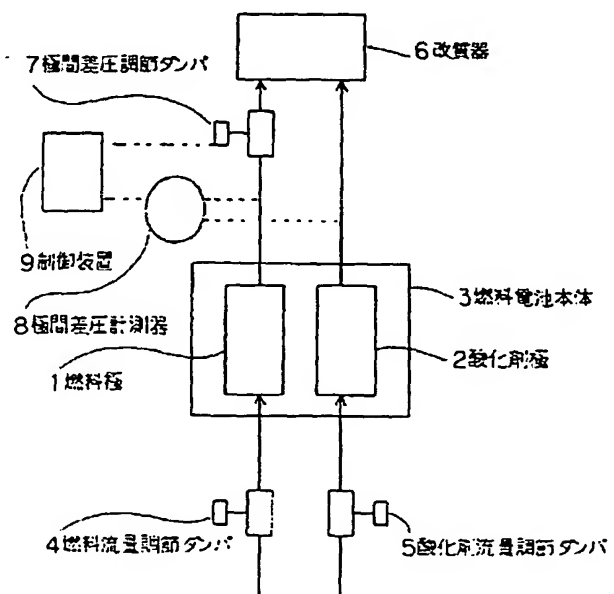 6改質器
7極間差圧調節ダンパ
9制御装置
8極間差圧計測器
3燃料電池本体
1燃料極
2酸化剤極
4燃料流量調節ダンパ
5酸化剤流量調節ダンパ